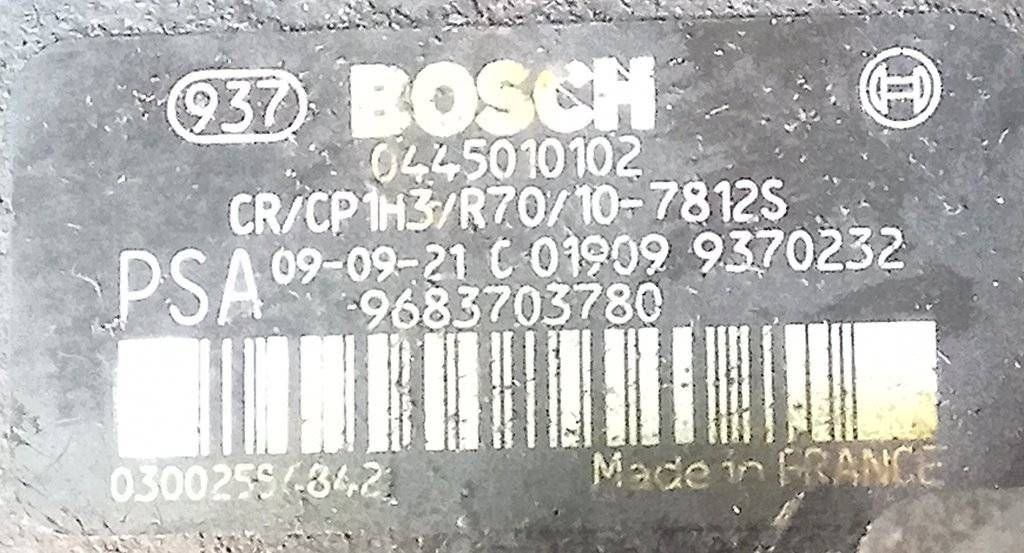 937 BOSCH
0445010102
CR/CP1H3/R70/10-7812S
PSA 09-09-21 C 01909 9370232
9683703780
Made in FRANCE